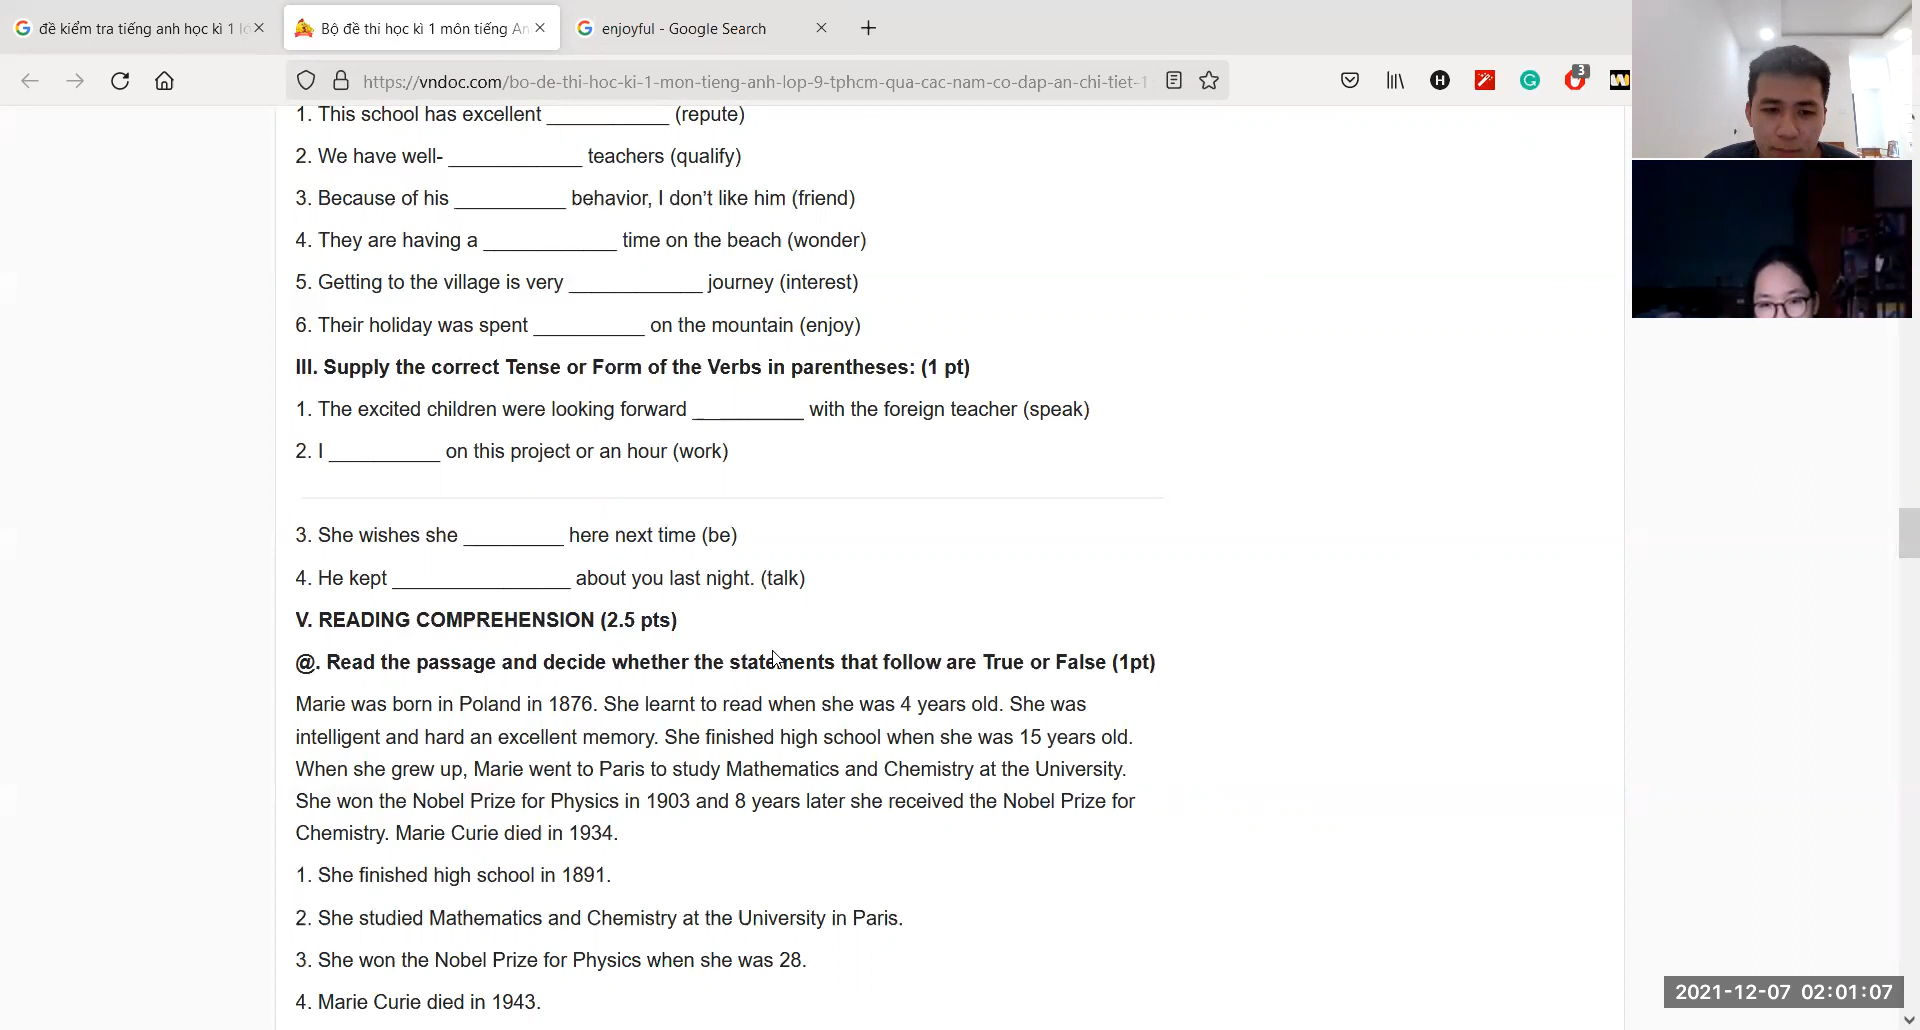 đề kiểm tra tiếng anh học kì 1 lớ
Bộ đề thi học kì 1 môn tiếng An
enjoyful - Google Search
https://vndoc.com/bo-de-thi-hoc-ki-1-mon-tieng-anh-lop-9-tphcm-qua-cac-nam-co-dap-an-chi-tiet-1
3
1. This school has excellent ___________ (repute)
2. We have well- ____________ teachers (qualify)
3. Because of his __________ behavior, I don’t like him (friend)
4. They are having a ____________ time on the beach (wonder)
5. Getting to the village is very ____________ journey (interest)
6. Their holiday was spent __________ on the mountain (enjoy)
III. Supply the correct Tense or Form of the Verbs in parentheses: (1 pt)
1. The excited children were looking forward __________ with the foreign teacher (speak)
2. I __________ on this project or an hour (work)
3. She wishes she _________ here next time (be)
4. He kept ________________ about you last night. (talk)
V. READING COMPREHENSION (2.5 pts)
@. Read the passage and decide whether the statements that follow are True or False (1pt)
Marie was born in Poland in 1876. She learnt to read when she was 4 years old. She was
intelligent and hard an excellent memory. She finished high school when she was 15 years old.
When she grew up, Marie went to Paris to study Mathematics and Chemistry at the University.
She won the Nobel Prize for Physics in 1903 and 8 years later she received the Nobel Prize for
Chemistry. Marie Curie died in 1934.
1. She finished high school in 1891.
2. She studied Mathematics and Chemistry at the University in Paris.
3. She won the Nobel Prize for Physics when she was 28.
4. Marie Curie died in 1943.
2021-12-07 02:01:07